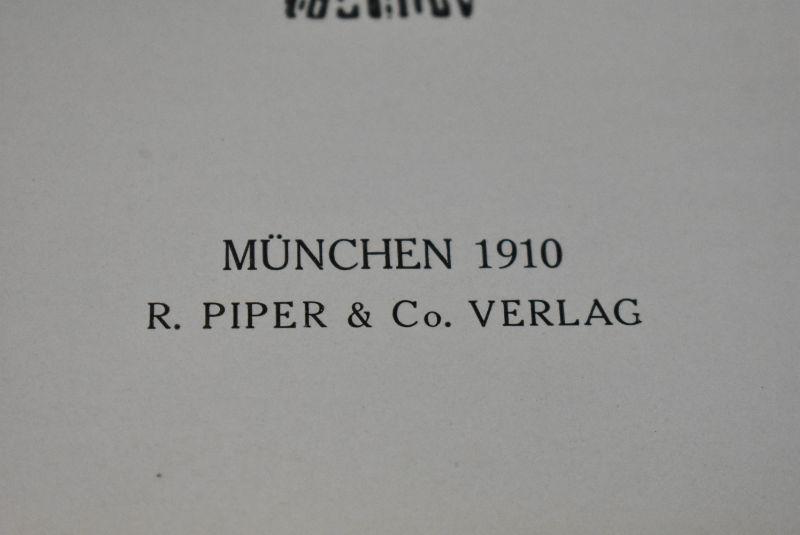 MÜNCHEN 1910
R. PIPER & Co. VERLAG